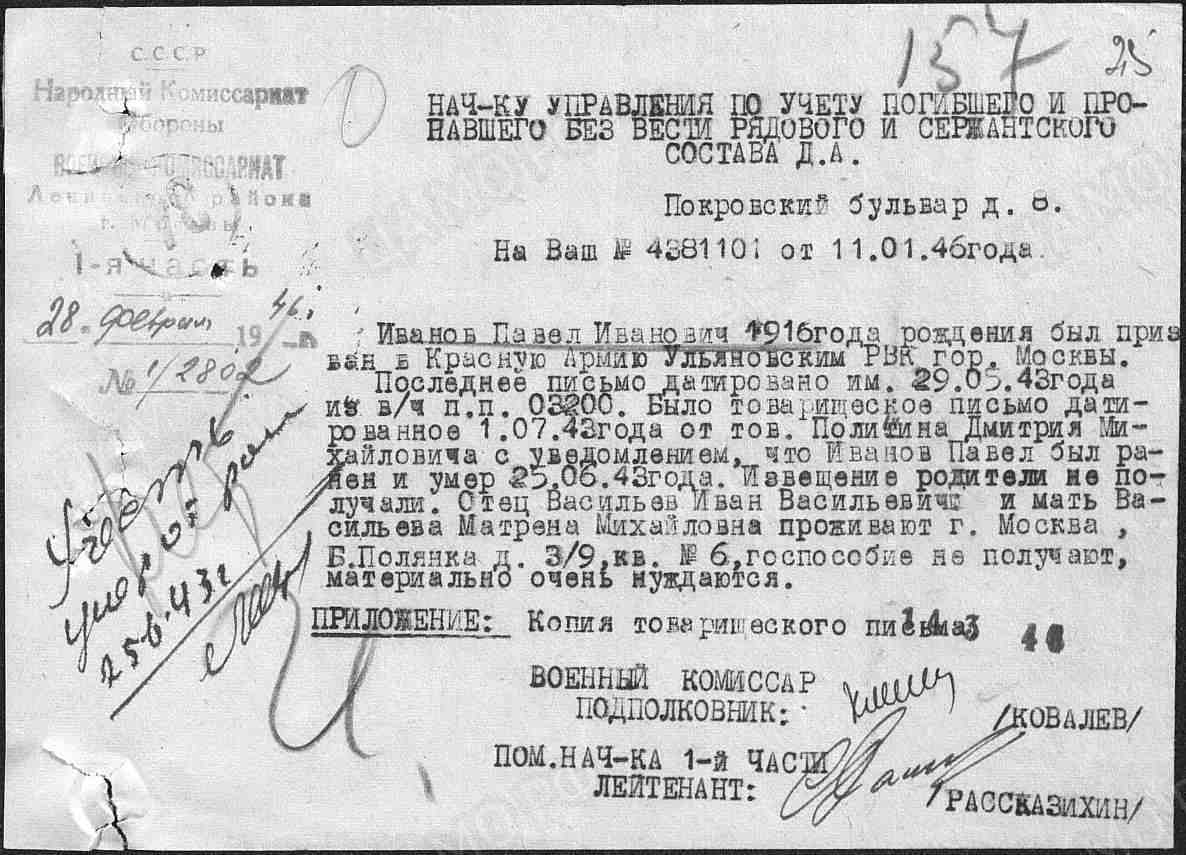 157 25
С.С.С.Р
Народный Комиссариат
Обороны
ВОЕННЫЙ КОМИССАРИАТ
Ленинского района
г. Москвы
1-я часть
28 февраля 1946 г.
№ 1/2802
НАЧ-КУ УПРАВЛЕНИЯ ПО УЧЕТУ ПОГИБШЕГО И ПРО-
ПАВШЕГО БЕЗ ВЕСТИ РЯДОВОГО И СЕРЖАНТСКОГО
СОСТАВА Д.А.
Покровский бульвар д. 8.
На Ваш № 4381101 от 11.01.46года.
Иванов Павел Иванович 1916года рождения был приз
ван в Красную Армию Ульяновским РВК гор. Москвы.
Последнее письмо датировано им. 29.05.43года
из в/ч п.п. 03200. Было товарищеское письмо дати-
рованное 1.07.43года от тов. Дмитрия Ми-
хайловича с уведомлением, что Иванов Павел был ра-
нен и умер 25.06.43года. Извещение родители не по-
лучали. Отец Васильев Иван Васильевич и мать Ва-
сильева Матрена Михайловна проживают г. Москва ,
Б.Полянка д. 3/9,кв. № 6,госпособие не получают,
материально очень нуждаются.
Учесть
умер от ран
25.6.43г
ПРИЛОЖЕНИЕ: Копия товарищеского письма
ВОЕННЫЙ КОМИССАР
ПОДПОЛКОВНИК: /КОВАЛЕВ/
ПОМ.НАЧ-КА 1-й ЧАСТИ
ЛЕЙТЕНАНТ: /РАССКАЗИХИН/